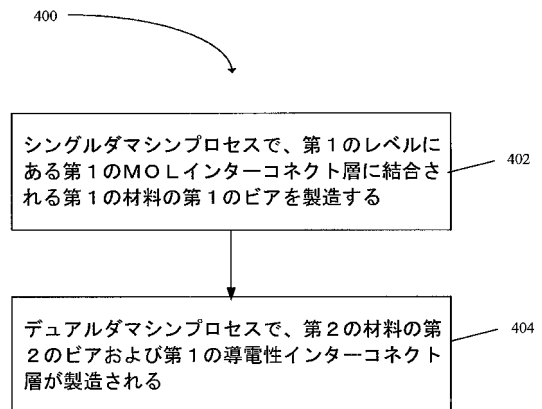 400
シングルダマシンプロセスで、第1のレベルに
ある第1のMOLインターコネクト層に結合され
る第1の材料の第1のビアを製造する
402
デュアルダマシンプロセスで、第2の材料の第
2のビアおよび第1の導電性インターコネクト
層が製造される
404